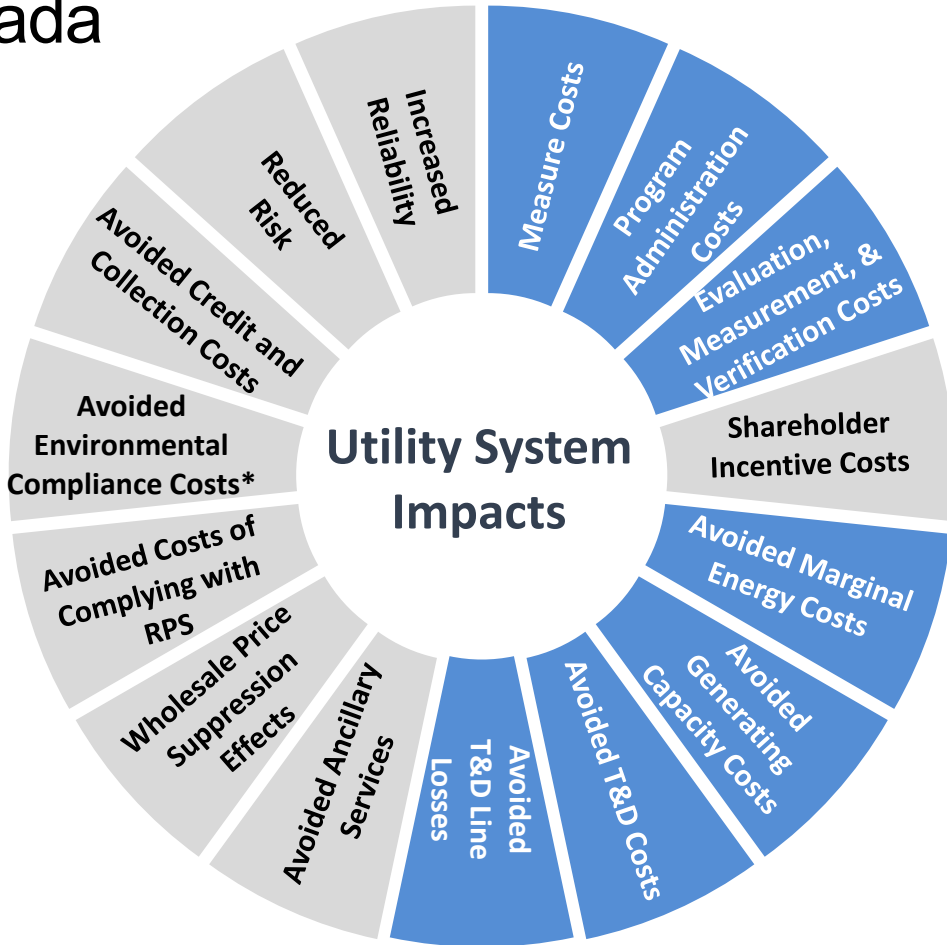 ada
Measure Costs
Program
Administration
Costs
Evaluation,
Measurement, &
Verification Costs
Shareholder
Incentive Costs
Avoided Marginal
Energy Costs
Avoided
Generating
Capacity Costs
Avoided T&D Costs
Avoided
T&D Line
Losses
Avoided Ancillary
Services
Wholesale Price
Suppression
Effects
Avoided Costs of
Complying with
RPS
Avoided
Environmental
Compliance Costs*
Avoided Credit and
Collection Costs
Reduced
Risk
Increased
Reliability
Utility System
Impacts